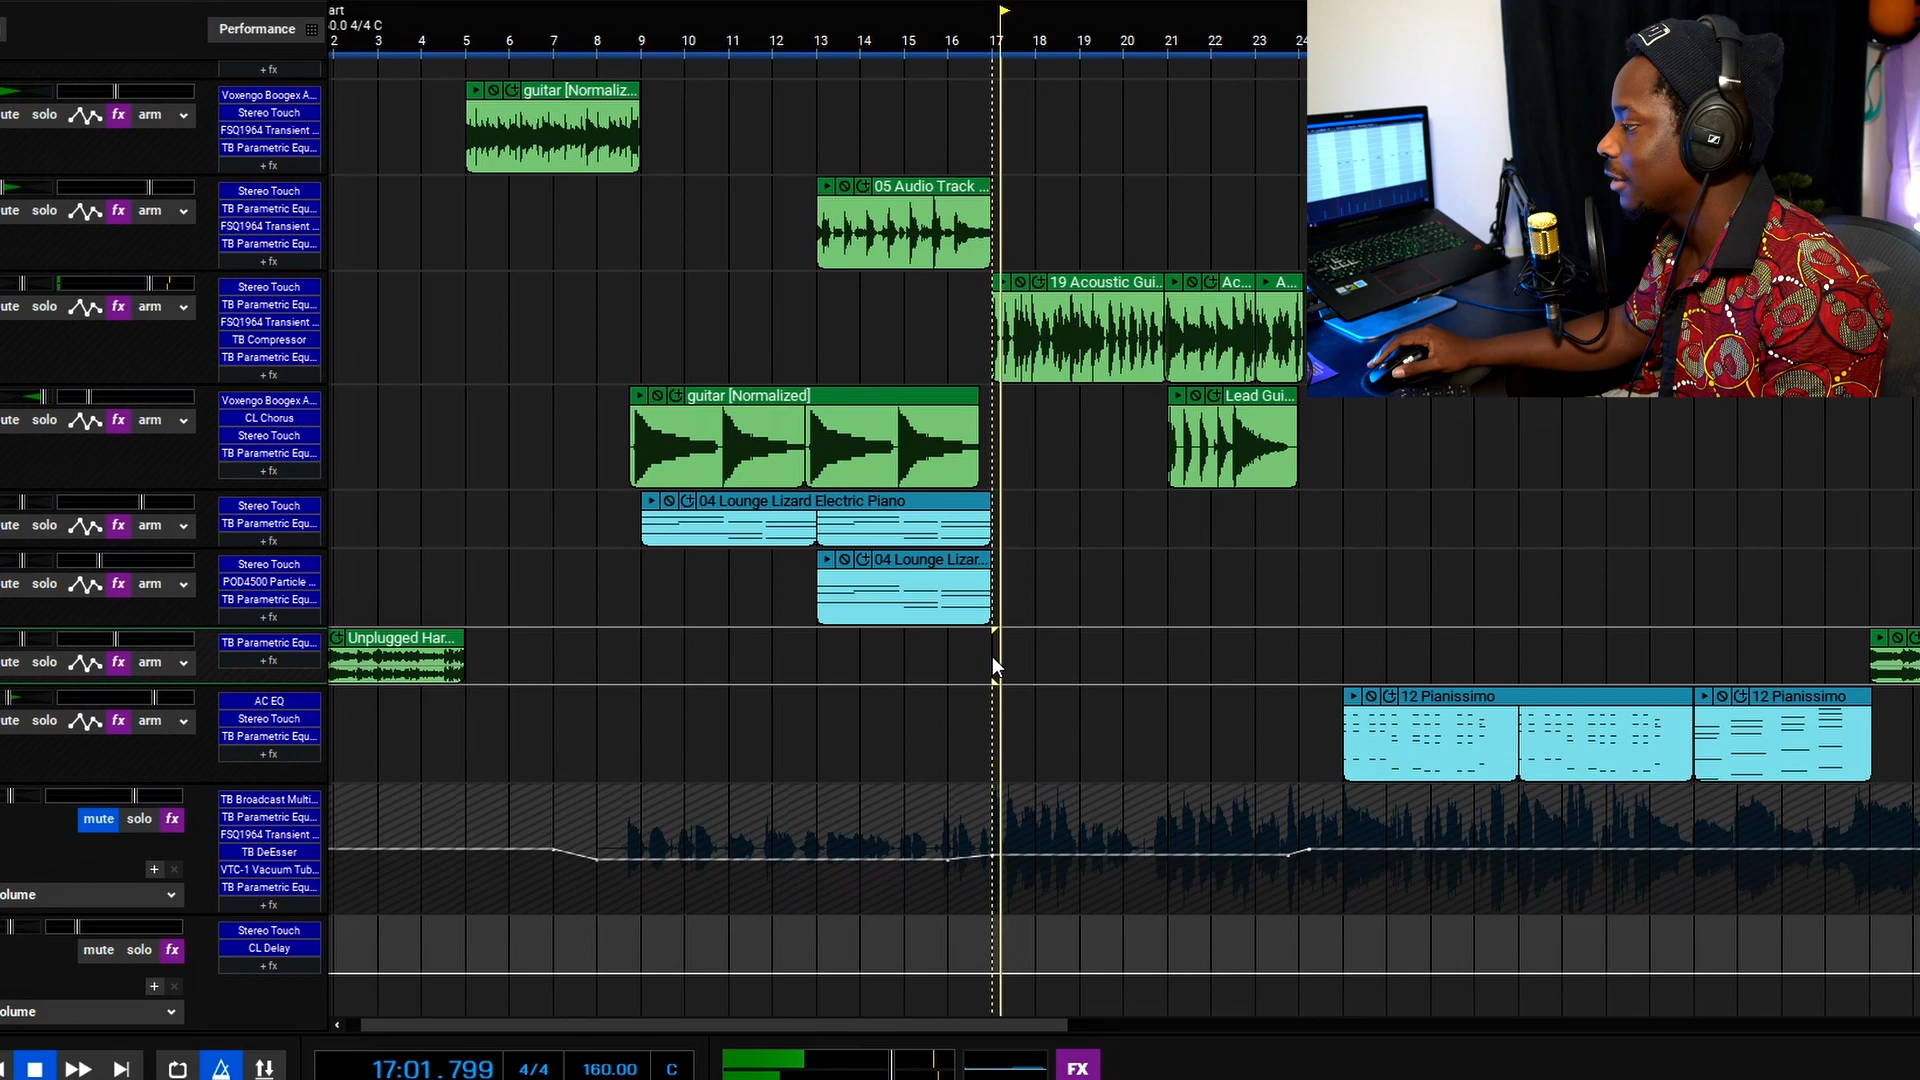 art
0.0 4/4 C
Performance
2 3 4 5 6 7 8 9 10 11 12 13 14 15 16 17 18 19 20 21 22 23 24
+ fx
guitar [Normaliz...
Voxengo Boogex A...
ute solo fx arm
Stereo Touch
FSQ1964 Transient ...
TB Parametric Equ...
+ fx
05 Audio Track ...
Stereo Touch
ute solo fx arm
TB Parametric Equ...
FSQ1964 Transient ...
TB Parametric Equ...
+ fx
19 Acoustic Gui... Ac... A...
Stereo Touch
ute solo fx arm
TB Parametric Equ...
FSQ1964 Transient ...
TB Compressor
TB Parametric Equ...
+ fx
guitar [Normalized] Lead Gui...
Voxengo Boogex A...
ute solo fx arm
CL Chorus
Stereo Touch
TB Parametric Equ...
+ fx
04 Lounge Lizard Electric Piano
Stereo Touch
ute solo fx arm
TB Parametric Equ...
+ fx
04 Lounge Lizar...
Stereo Touch
ute solo fx arm
POD4500 Particle ...
TB Parametric Equ...
+ fx
Unplugged Har...
TB Parametric Equ...
ute solo fx arm
+ fx
12 Pianissimo 12 Pianissimo
AC EQ
ute solo fx arm
Stereo Touch
TB Parametric Equ...
+ fx
TB Broadcast Multi...
mute solo fx
TB Parametric Equ...
FSQ1964 Transient ...
TB DeEsser
VTC-1 Vacuum Tub...
olume
TB Parametric Equ...
+ fx
Stereo Touch
mute solo fx
CL Delay
+ fx
olume
17:01.799 4/4 160.00 C FX